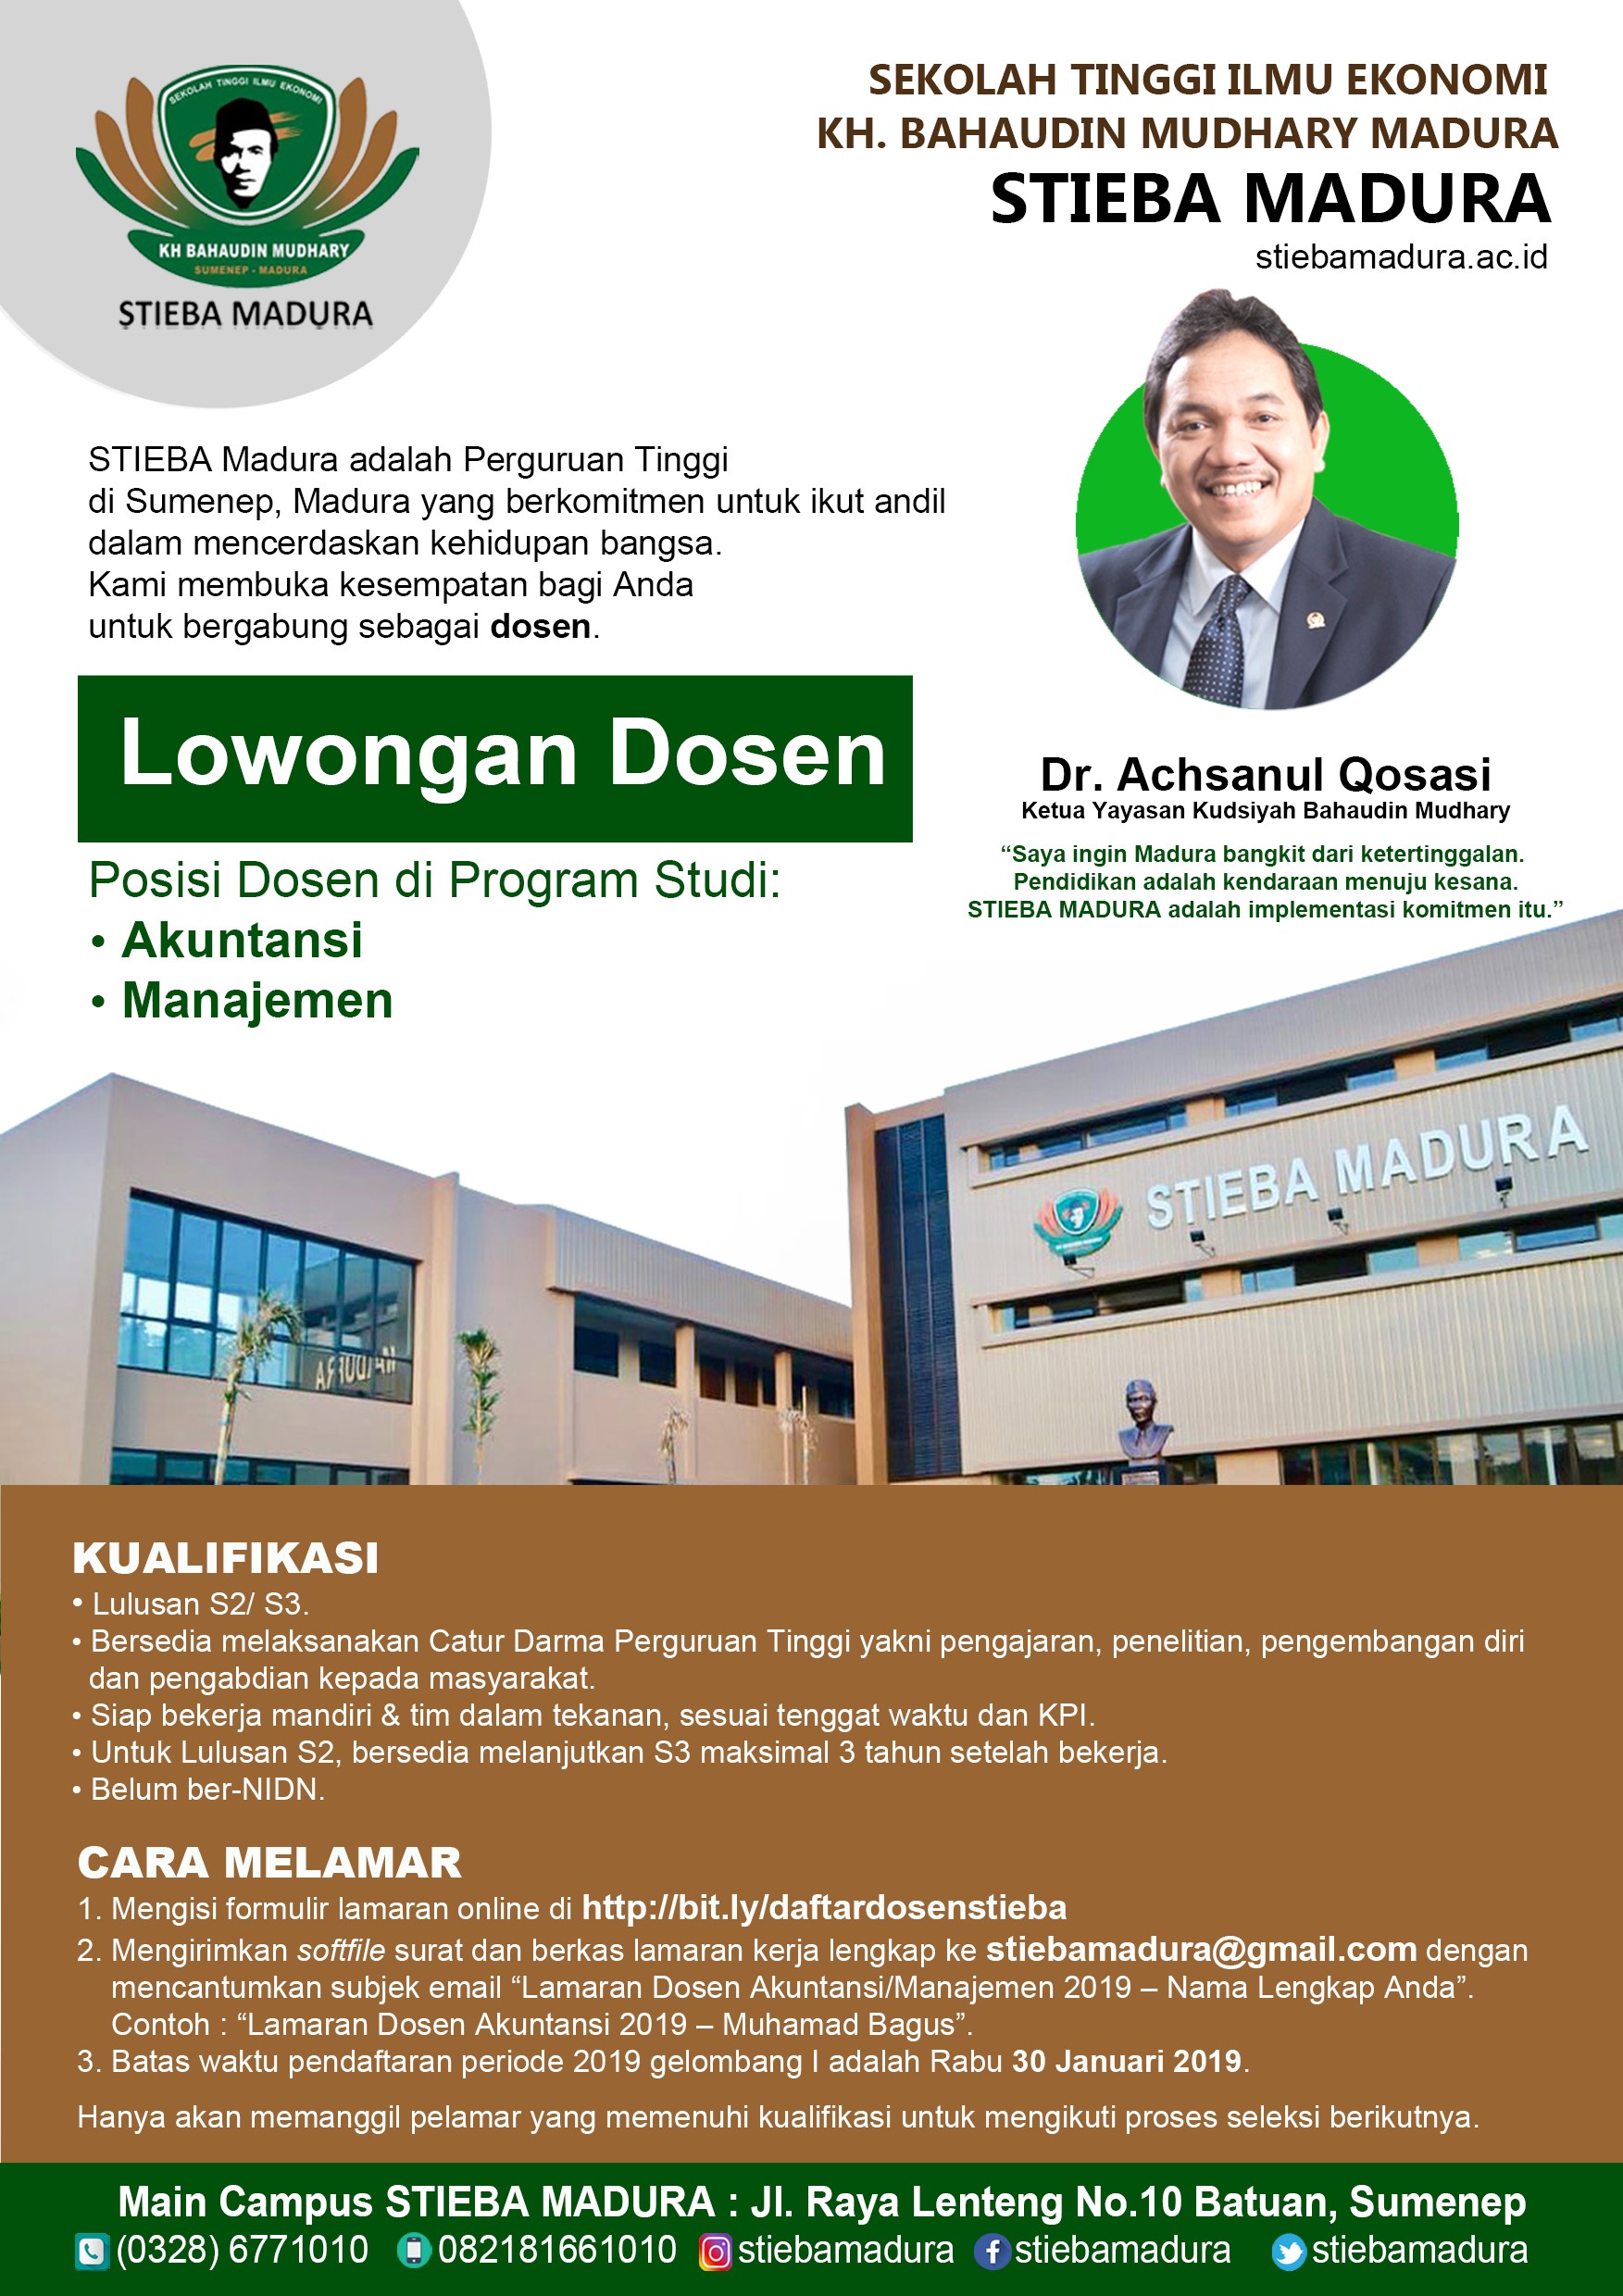 SEKOLAH TINGGI ILMU EKONOMI
KH BAHAUDIN MUDHARY
SUMENEP - MADURA
STIEBA MADURA
SEKOLAH TINGGI ILMU EKONOMI
KH. BAHAUDIN MUDHARY MADURA
STIEBA MADURA
stiebamadura.ac.id
STIEBA Madura adalah Perguruan Tinggi
di Sumenep, Madura yang berkomitmen untuk ikut andil
dalam mencerdaskan kehidupan bangsa.
Kami membuka kesempatan bagi Anda
untuk bergabung sebagai dosen.
Lowongan Dosen
Posisi Dosen di Program Studi:
• Akuntansi
• Manajemen
Dr. Achsanul Qosasi
Ketua Yayasan Kudsiyah Bahaudin Mudhary
“Saya ingin Madura bangkit dari ketertinggalan.
Pendidikan adalah kendaraan menuju kesana.
STIEBA MADURA adalah implementasi komitmen itu.”
STIEBA MADURA
KUALIFIKASI
• Lulusan S2/ S3.
• Bersedia melaksanakan Catur Darma Perguruan Tinggi yakni pengajaran, penelitian, pengembangan diri
dan pengabdian kepada masyarakat.
• Siap bekerja mandiri & tim dalam tekanan, sesuai tenggat waktu dan KPI.
• Untuk Lulusan S2, bersedia melanjutkan S3 maksimal 3 tahun setelah bekerja.
• Belum ber-NIDN.
CARA MELAMAR
1. Mengisi formulir lamaran online di http://bit.ly/daftardosenstieba
2. Mengirimkan softfile surat dan berkas lamaran kerja lengkap ke stiebamadura@gmail.com dengan
mencantumkan subjek email “Lamaran Dosen Akuntansi/Manajemen 2019 – Nama Lengkap Anda”.
Contoh : “Lamaran Dosen Akuntansi 2019 – Muhamad Bagus”.
3. Batas waktu pendaftaran periode 2019 gelombang I adalah Rabu 30 Januari 2019.
Hanya akan memanggil pelamar yang memenuhi kualifikasi untuk mengikuti proses seleksi berikutnya.
Main Campus STIEBA MADURA : Jl. Raya Lenteng No.10 Batuan, Sumenep
(0328) 6771010 082181661010 stiebamadura stiebamadura stiebamadura